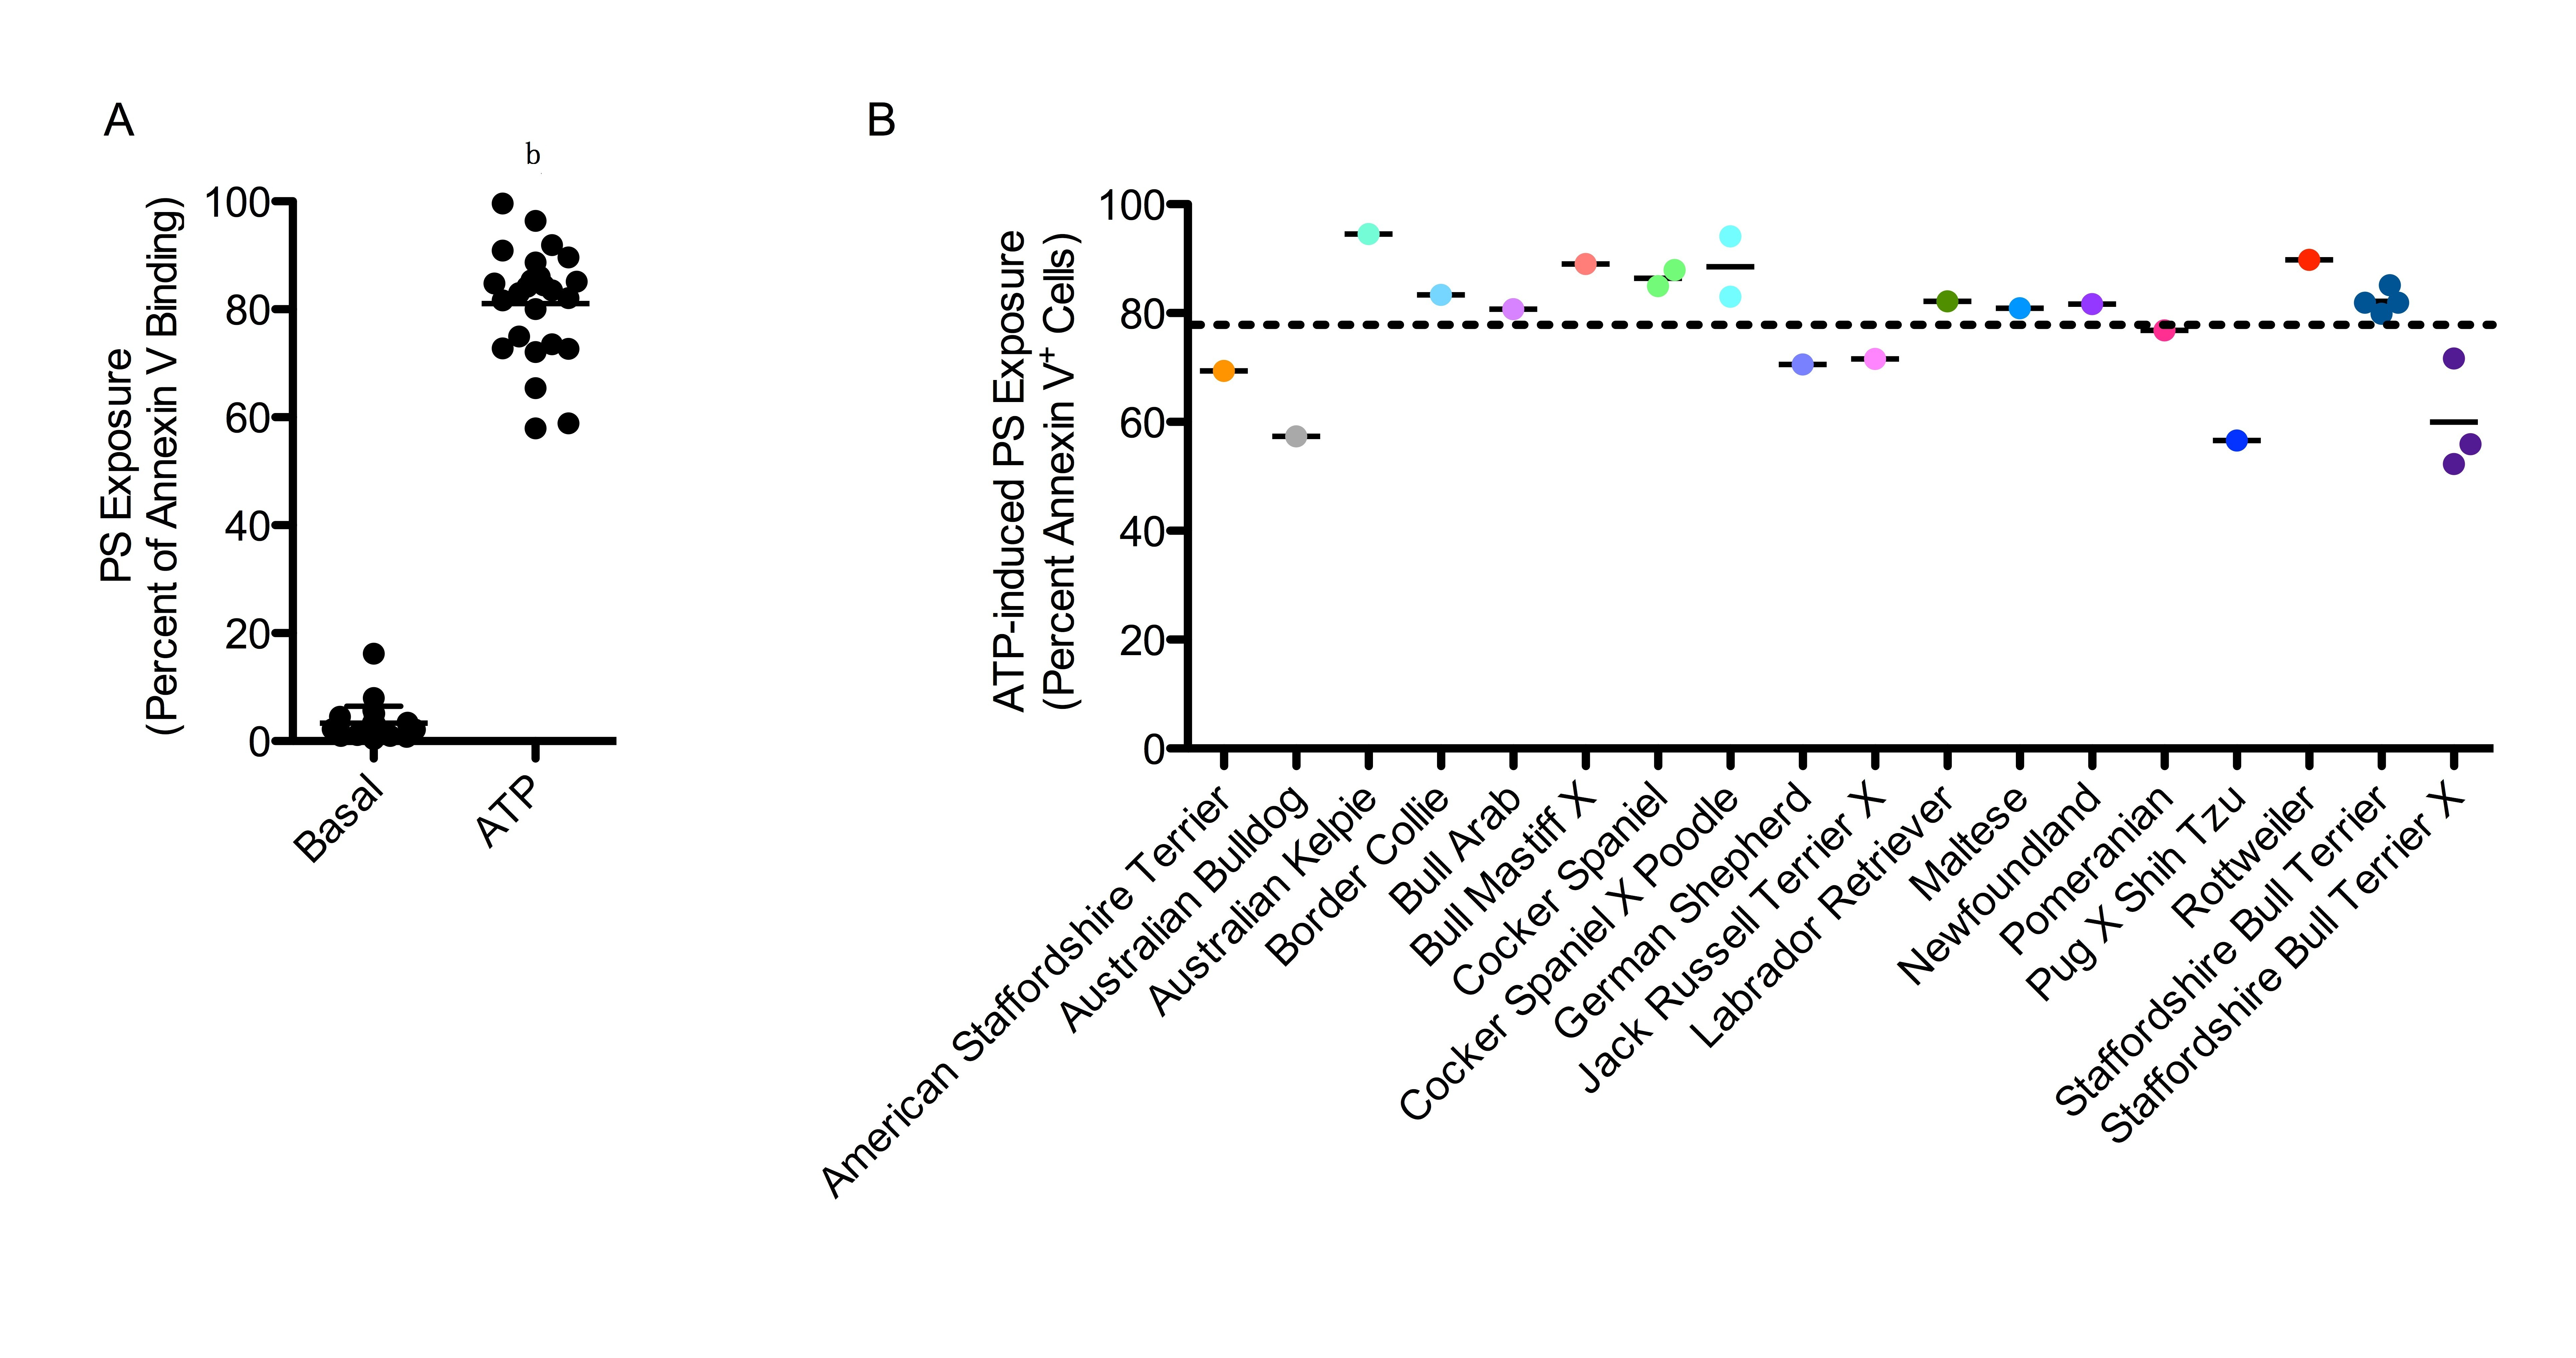 A
b
PS Exposure
(Percent of Annexin V Binding)
100
80
60
40
20
0
Basal
ATP
B
ATP-induced PS Exposure
(Percent Annexin V⁺ Cells)
100
80
60
40
20
0
American Staffordshire Terrier
Australian Bulldog
Australian Kelpie
Border Collie
Bull Arab
Bull Mastiff X
Cocker Spaniel
Cocker Spaniel X Poodle
German Shepherd
Jack Russell Terrier X
Labrador Retriever
Maltese
Newfoundland
Pomeranian
Pug X Shih Tzu
Rottweiler
Staffordshire Bull Terrier
Staffordshire Bull Terrier X